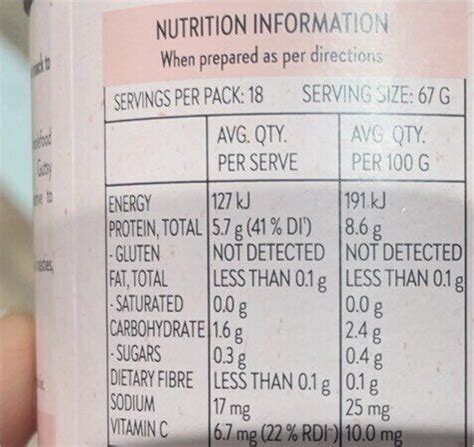 NUTRITION INFORMATION
When prepared as per directions
SERVINGS PER PACK: 18 SERVING SIZE: 67 G
AVG. QTY. AVG QTY.
PER SERVE PER 100 G
ENERGY 127 kJ 191 kJ
PROTEIN, TOTAL 5.7 g (41 % DI¹) 8.6 g
- GLUTEN NOT DETECTED NOT DETECTED
FAT, TOTAL LESS THAN 0.1 g LESS THAN 0.1 g
- SATURATED 0.0 g 0.0 g
CARBOHYDRATE 1.6 g 2.4 g
- SUGARS 0.3 g 0.4 g
DIETARY FIBRE LESS THAN 0.1 g 0.1 g
SODIUM 17 mg 25 mg
VITAMIN C 6.7 mg (22 % RDI~) 10.0 mg